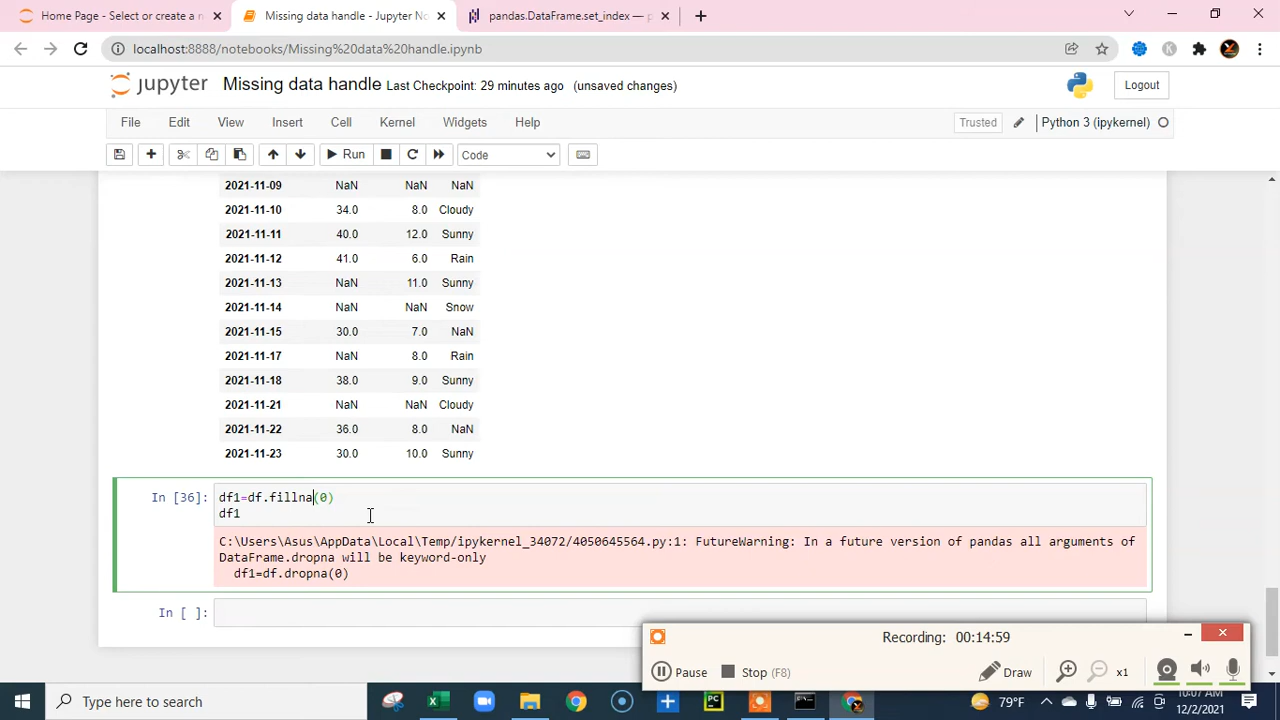 Home Page - Select or create a n
Missing data handle - Jupyter No
pandas.DataFrame.set_index — p
localhost:8888/notebooks/Missing%20data%20handle.ipynb
K
jupyter Missing data handle Last Checkpoint: 29 minutes ago (unsaved changes) Logout
File Edit View Insert Cell Kernel Widgets Help Trusted Python 3 (ipykernel)
Run Code
2021-11-09 NaN NaN NaN
2021-11-10 34.0 8.0 Cloudy
2021-11-11 40.0 12.0 Sunny
2021-11-12 41.0 6.0 Rain
2021-11-13 NaN 11.0 Sunny
2021-11-14 NaN NaN Snow
2021-11-15 30.0 7.0 NaN
2021-11-17 NaN 8.0 Rain
2021-11-18 38.0 9.0 Sunny
2021-11-21 NaN NaN Cloudy
2021-11-22 36.0 8.0 NaN
2021-11-23 30.0 10.0 Sunny
In [36]: df1=df.fillna(0)
df1
C:\Users\Asus\AppData\Local\Temp/ipykernel_34072/4050645564.py:1: FutureWarning: In a future version of pandas all arguments of
DataFrame.dropna will be keyword-only
df1=df.dropna(0)
In [ ]:
Recording: 00:14:59
Pause Stop (F8) Draw x1
Type here to search
PC
79°F
10:07 AM
12/2/2021